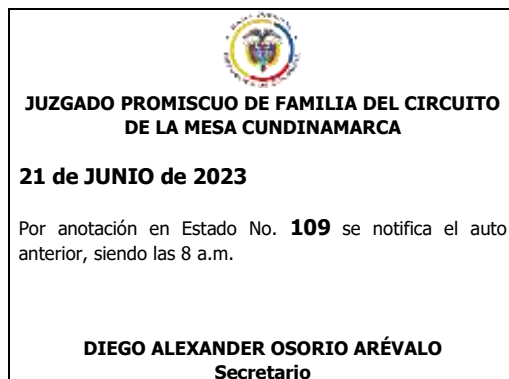 JUZGADO PROMISCUO DE FAMILIA DEL CIRCUITO
DE LA MESA CUNDINAMARCA
21 de JUNIO de 2023
Por anotación en Estado No. 109 se notifica el auto
anterior, siendo las 8 a.m.
DIEGO ALEXANDER OSORIO ARÉVALO
Secretario